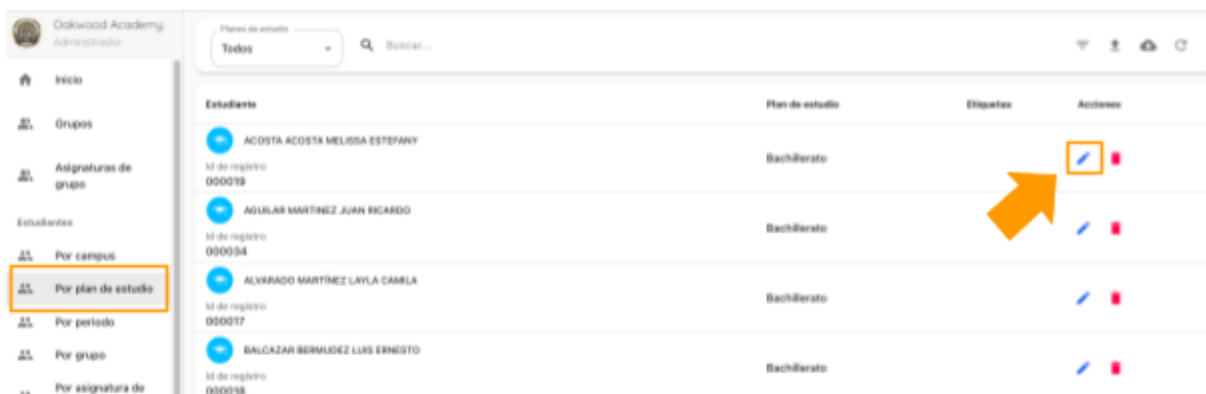 Oakwood Academy
Administrador
Inicio
Grupos
Asignaturas de
grupo
Estudiantes
Por campus
Por plan de estudio
Por periodo
Por grupo
Por asignatura de
Planes de estudio
Todos
Buscar...
Estudiante Plan de estudio Etiquetas Acciones
ACOSTA ACOSTA MELISSA ESTEFANY
Id de registro
000019
Bachillerato
AGUILAR MARTINEZ JUAN RICARDO
Id de registro
000034
Bachillerato
ALVARADO MARTÍNEZ LAYLA CAMILA
Id de registro
000017
Bachillerato
BALCAZAR BERMUDEZ LUIS ERNESTO
Id de registro
000018
Bachillerato